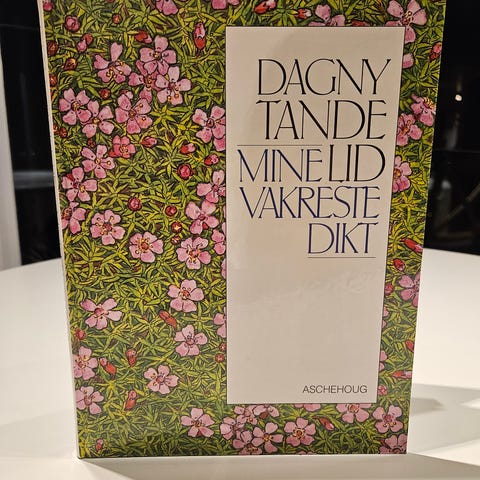 DAGNY
TANDE
LID
MINE
VAKRESTE
DIKT
ASCHEHOUG